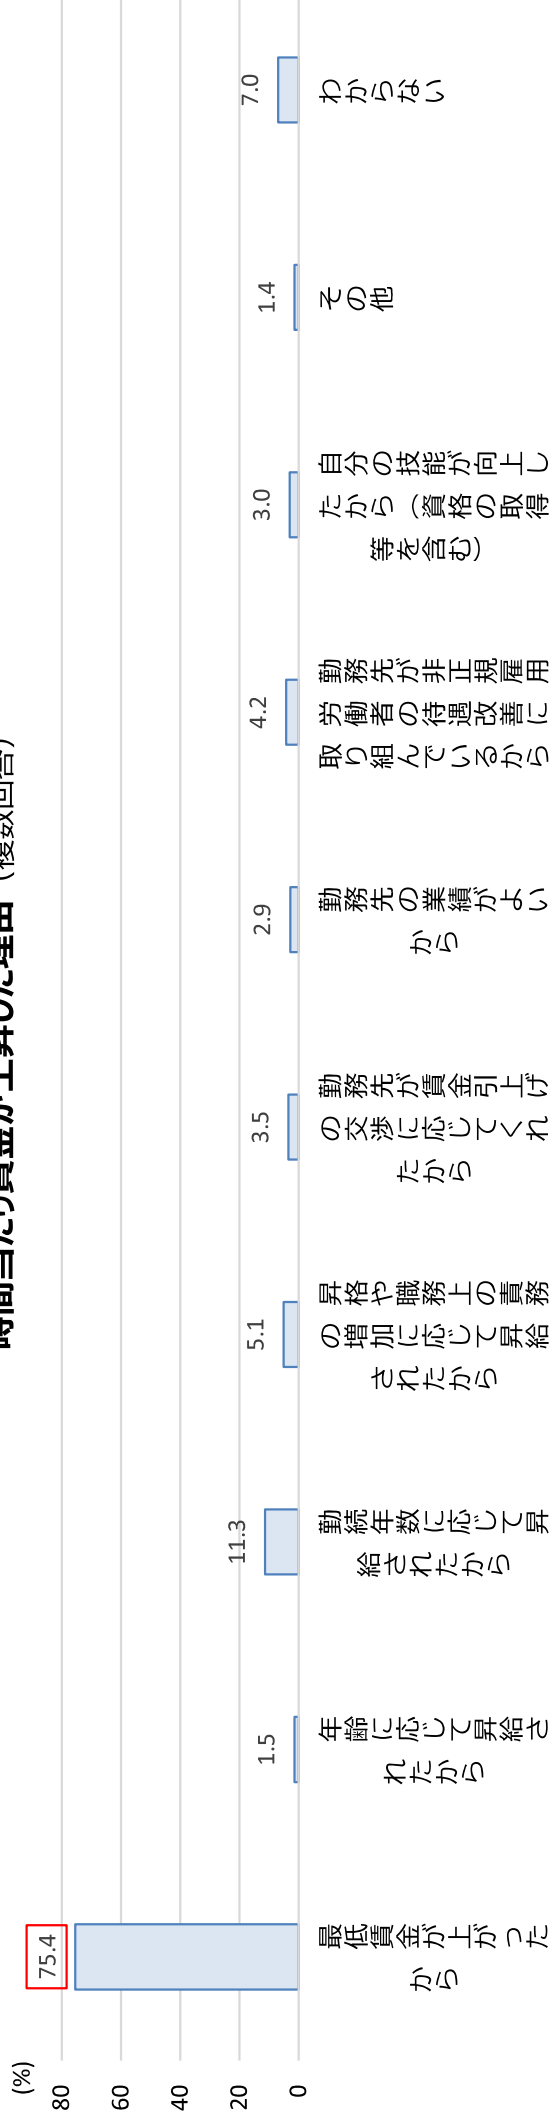 時間当たり賃金が上昇した理由（複数回答）
(%)
80
60
40
20
0
75.4
1.5
11.3
5.1
3.5
2.9
4.2
3.0
1.4
7.0
最低賃金が上がった
から
年齢に応じて昇給さ
れたから
勤続年数に応じて昇
給されたから
昇格や職務上の責務
の増加に応じて昇給
されたから
勤務先が賃金引上げ
の交渉に応じてくれ
たから
勤務先の業績がよい
から
勤務先が非正規雇用
労働者の待遇改善に
取り組んでいるから
自分の技能が向上し
たから（資格の取得
等を含む）
その他
わからない